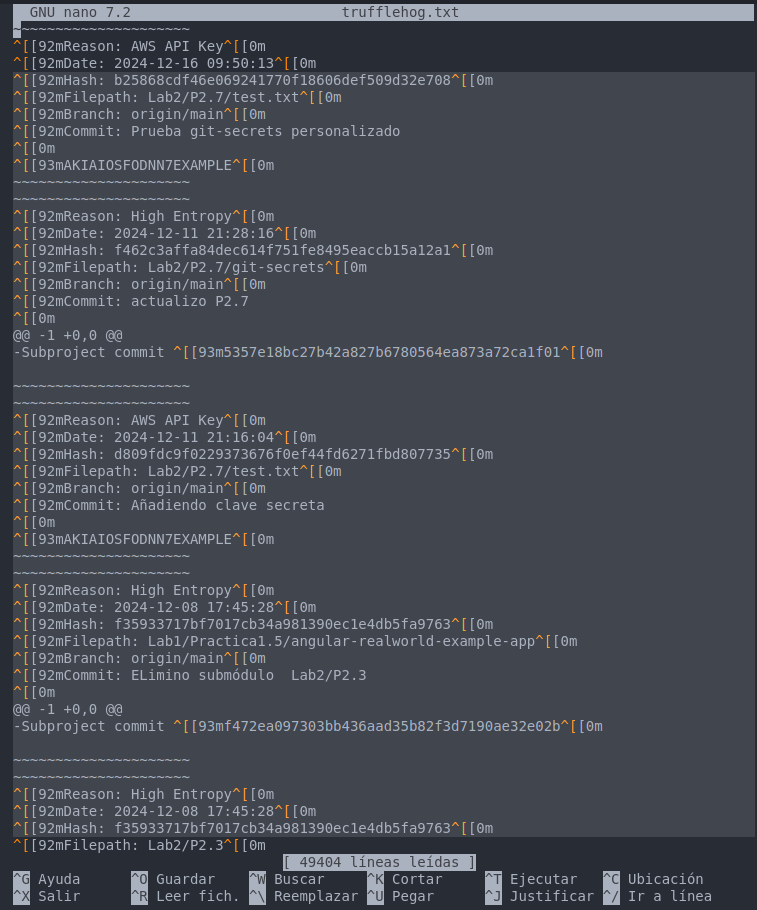 GNU nano 7.2 trufflehog.txt
~~~~~~~~~~~~~~~~~~~~~
^[[92mReason: AWS API Key^[[0m
^[[92mDate: 2024-12-16 09:50:13^[[0m
^[[92mHash: b25868cdf46e069241770f18606def509d32e708^[[0m
^[[92mFilepath: Lab2/P2.7/test.txt^[[0m
^[[92mBranch: origin/main^[[0m
^[[92mCommit: Prueba git-secrets personalizado
^[[0m
^[[93mAKIAIOSFODNN7EXAMPLE^[[0m
~~~~~~~~~~~~~~~~~~~~~
~~~~~~~~~~~~~~~~~~~~~
^[[92mReason: High Entropy^[[0m
^[[92mDate: 2024-12-11 21:28:16^[[0m
^[[92mHash: f462c3affa84dec614f751fe8495eaccb15a12a1^[[0m
^[[92mFilepath: Lab2/P2.7/git-secrets^[[0m
^[[92mBranch: origin/main^[[0m
^[[92mCommit: actualizo P2.7
^[[0m
@@ -1 +0,0 @@
-Subproject commit ^[[93m5357e18bc27b42a827b6780564ea873a72ca1f01^[[0m
~~~~~~~~~~~~~~~~~~~~~
~~~~~~~~~~~~~~~~~~~~~
^[[92mReason: AWS API Key^[[0m
^[[92mDate: 2024-12-11 21:16:04^[[0m
^[[92mHash: d809fdc9f0229373676f0ef44fd6271fbd807735^[[0m
^[[92mFilepath: Lab2/P2.7/test.txt^[[0m
^[[92mBranch: origin/main^[[0m
^[[92mCommit: Añadiendo clave secreta
^[[0m
^[[93mAKIAIOSFODNN7EXAMPLE^[[0m
~~~~~~~~~~~~~~~~~~~~~
~~~~~~~~~~~~~~~~~~~~~
^[[92mReason: High Entropy^[[0m
^[[92mDate: 2024-12-08 17:45:28^[[0m
^[[92mHash: f35933717bf7017cb34a981390ec1e4db5fa9763^[[0m
^[[92mFilepath: Lab1/Practica1.5/angular-realworld-example-app^[[0m
^[[92mBranch: origin/main^[[0m
^[[92mCommit: ELimino submódulo  Lab2/P2.3
^[[0m
@@ -1 +0,0 @@
-Subproject commit ^[[93mf472ea097303bb436aad35b82f3d7190ae32e02b^[[0m
~~~~~~~~~~~~~~~~~~~~~
~~~~~~~~~~~~~~~~~~~~~
^[[92mReason: High Entropy^[[0m
^[[92mDate: 2024-12-08 17:45:28^[[0m
^[[92mHash: f35933717bf7017cb34a981390ec1e4db5fa9763^[[0m
^[[92mFilepath: Lab2/P2.3^[[0m
[ 49404 líneas leídas ]
^G Ayuda ^O Guardar ^W Buscar ^K Cortar ^T Ejecutar ^C Ubicación
^X Salir ^R Leer fich. ^\ Reemplazar ^U Pegar ^J Justificar ^/ Ir a línea